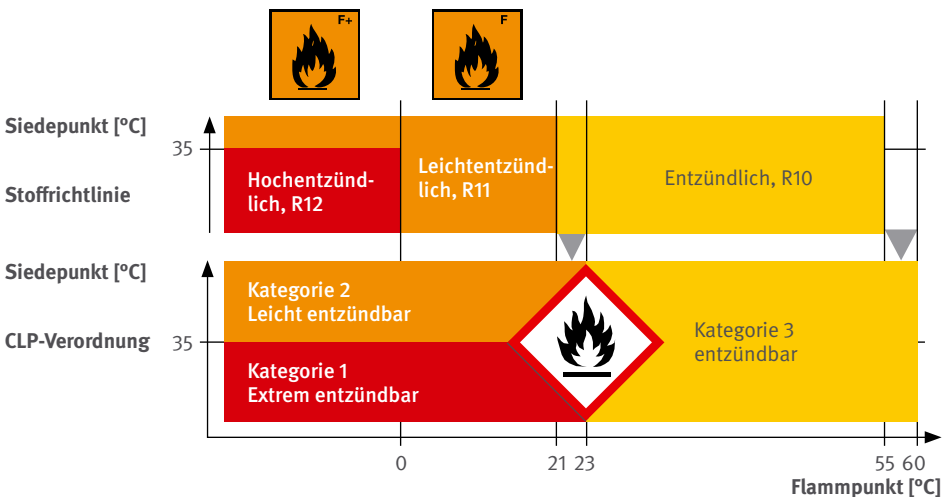 F+
F
Siedepunkt [°C]
35
Stoffrichtlinie
Hochentzünd-
lich, R12
Leichtentzünd-
lich, R11
Entzündlich, R10
Siedepunkt [°C]
CLP-Verordnung
35
Kategorie 2
Leicht entzündbar
Kategorie 1
Extrem entzündbar
Kategorie 3
entzündbar
0
21 23
55 60
Flammpunkt [°C]